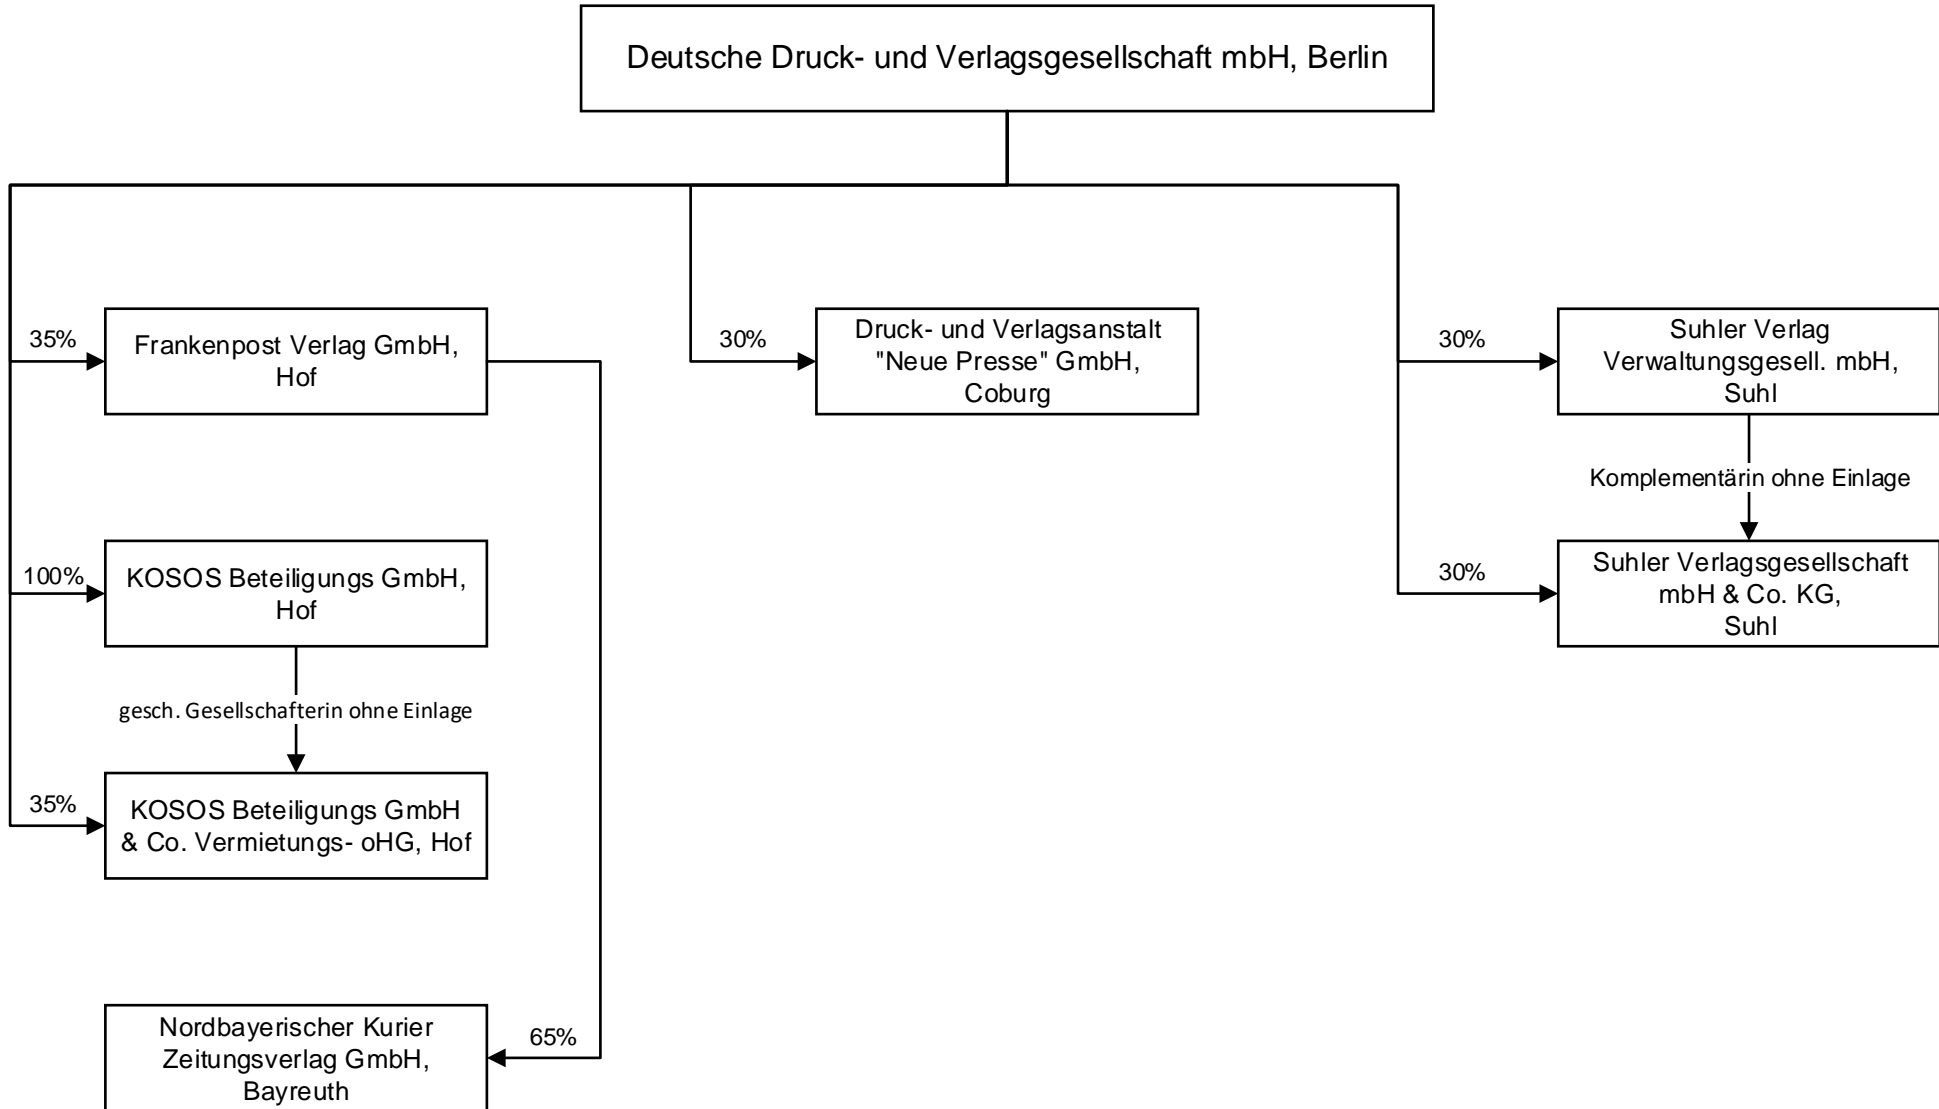 Deutsche Druck- und Verlagsgesellschaft mbH, Berlin
35%
Frankenpost Verlag GmbH,
Hof
30%
Druck- und Verlagsanstalt
"Neue Presse" GmbH,
Coburg
30%
Suhler Verlag
Verwaltungsgesell. mbH,
Suhl
Komplementärin ohne Einlage
100%
KOSOS Beteiligungs GmbH,
Hof
30%
Suhler Verlagsgesellschaft
mbH & Co. KG,
Suhl
gesch. Gesellschafterin ohne Einlage
35%
KOSOS Beteiligungs GmbH
& Co. Vermietungs- oHG, Hof
Nordbayerischer Kurier
Zeitungsverlag GmbH,
Bayreuth
65%